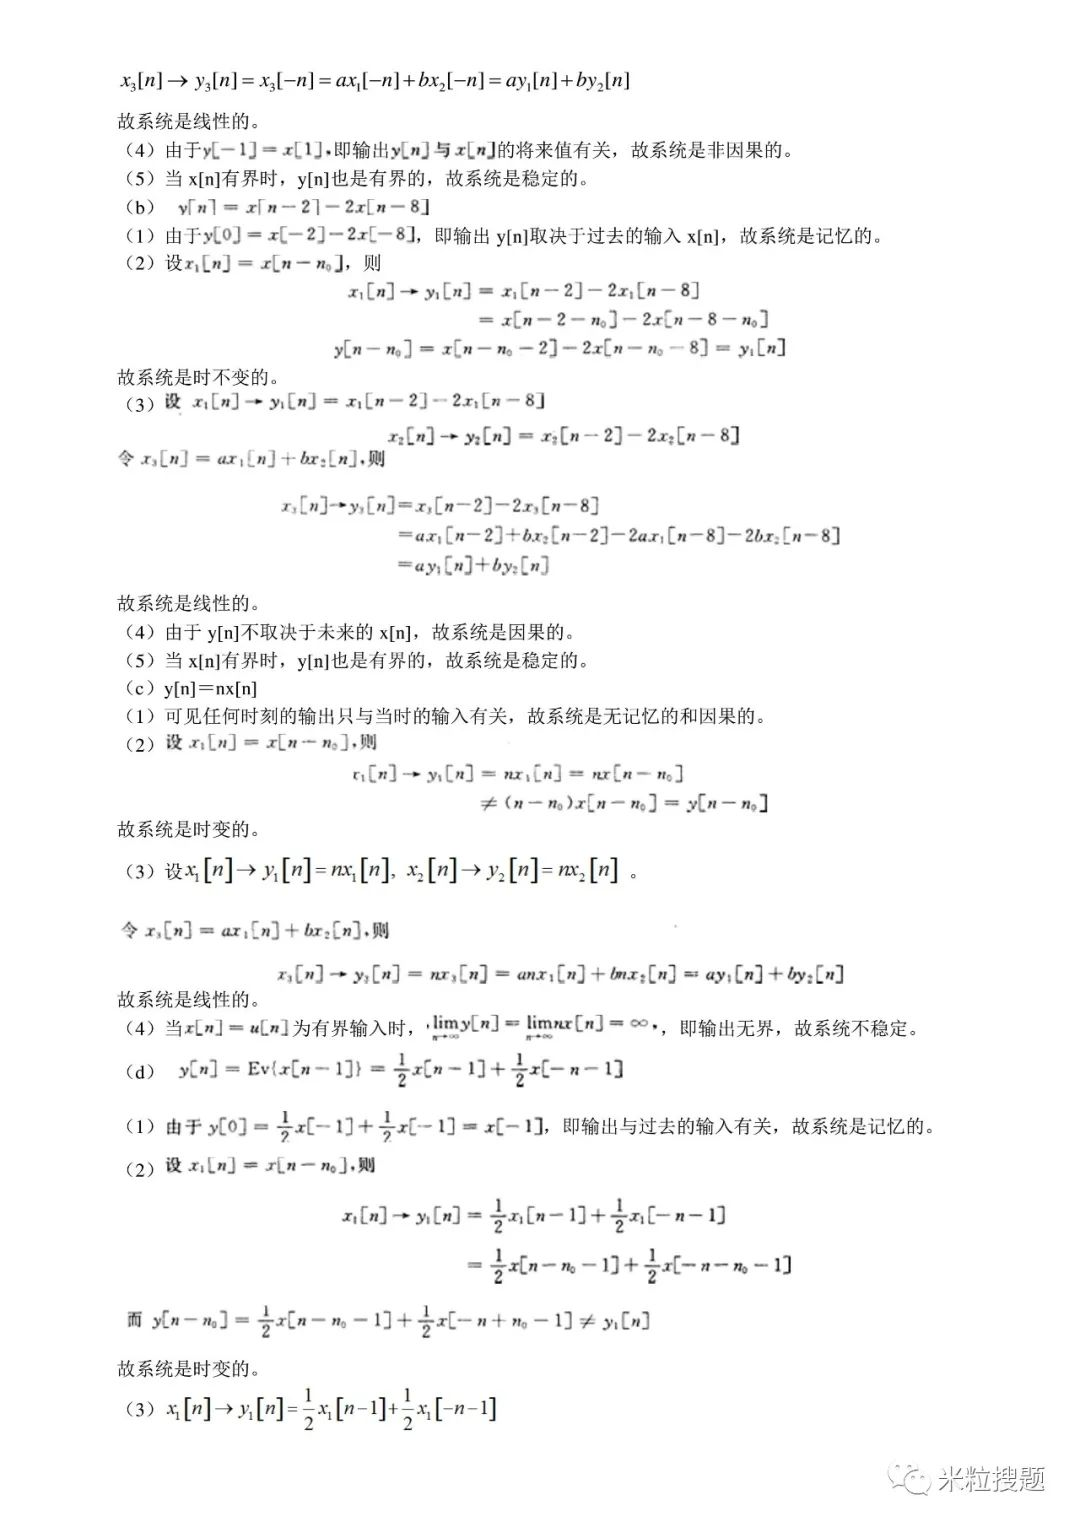 x₃[n]→ y₃[n]= x₃[−n]= ax₁[−n]+bx₂[−n]= ay₁[n]+by₂[n]
故系统是线性的。
（4）由于y[−1]＝x[1],即输出y[n]与x[n]的将来值有关，故系统是非因果的。
（5）当 x[n]有界时，y[n]也是有界的，故系统是稳定的。
（b） y[n]＝x[n−2]−2x[n−8]
（1）由于y[0]＝x[−2]−2x[−8]，即输出 y[n]取决于过去的输入 x[n]，故系统是记忆的。
（2）设x₁[n]＝x[n−n₀]，则
x₁[n]→y₁[n]＝x₁[n−2]−2x₁[n−8]
＝x[n−2−n₀]−2x[n−8−n₀]
y[n−n₀]＝x[n−n₀−2]−2x[n−n₀−8]＝y₁[n]
故系统是时不变的。
（3）设 x₁[n]→y₁[n]＝x₁[n−2]−2x₁[n−8]
x₂[n]→y₂[n]＝x₂[n−2]−2x₂[n−8]
令 x₃[n]＝ax₁[n]＋bx₂[n],则
x₃[n]→y₃[n]＝x₃[n−2]−2x₃[n−8]
＝ax₁[n−2]＋bx₂[n−2]−2ax₁[n−8]−2bx₂[n−8]
＝ay₁[n]＋by₂[n]
故系统是线性的。
（4）由于 y[n]不取决于未来的 x[n]，故系统是因果的。
（5）当 x[n]有界时，y[n]也是有界的，故系统是稳定的。
（c）y[n]＝nx[n]
（1）可见任何时刻的输出只与当时的输入有关，故系统是无记忆的和因果的。
（2）设 x₁[n]＝x[n−n₀],则
x₁[n]→y₁[n]＝nx₁[n]＝nx[n−n₀]
≠(n−n₀)x[n−n₀]＝y[n−n₀]
故系统是时变的。
（3）设x₁[n]→ y₁[n]= nx₁[n], x₂[n]→ y₂[n]= nx₂[n] 。
令 x₃[n]＝ax₁[n]＋bx₂[n],则
x₃[n]→y₃[n]＝nx₃[n]＝anx₁[n]＋bnx₂[n]＝ay₁[n]＋by₂[n]
故系统是线性的。
（4）当x[n]＝u[n]为有界输入时，lim n→∞ y[n]＝lim n→∞ nx[n]＝∞，，即输出无界，故系统不稳定。
（d） y[n]＝Ev{x[n−1]}＝1/2 x[n−1]＋1/2 x[−n−1]
（1）由于 y[0]＝1/2 x[−1]＋1/2 x[−1]＝x[−1]，即输出与过去的输入有关，故系统是记忆的。
（2）设 x₁[n]＝x[n−n₀],则
x₁[n]→y₁[n]＝1/2 x₁[n−1]＋1/2 x₁[−n−1]
＝1/2 x[n−n₀−1]＋1/2 x[−n−n₀−1]
而 y[n−n₀]＝1/2 x[n−n₀−1]＋1/2 x[−n＋n₀−1]≠y₁[n]
故系统是时变的。
（3）x₁[n]→ y₁[n]=1/2 x₁[n−1]+1/2 x₁[−n−1]
米粒搜题